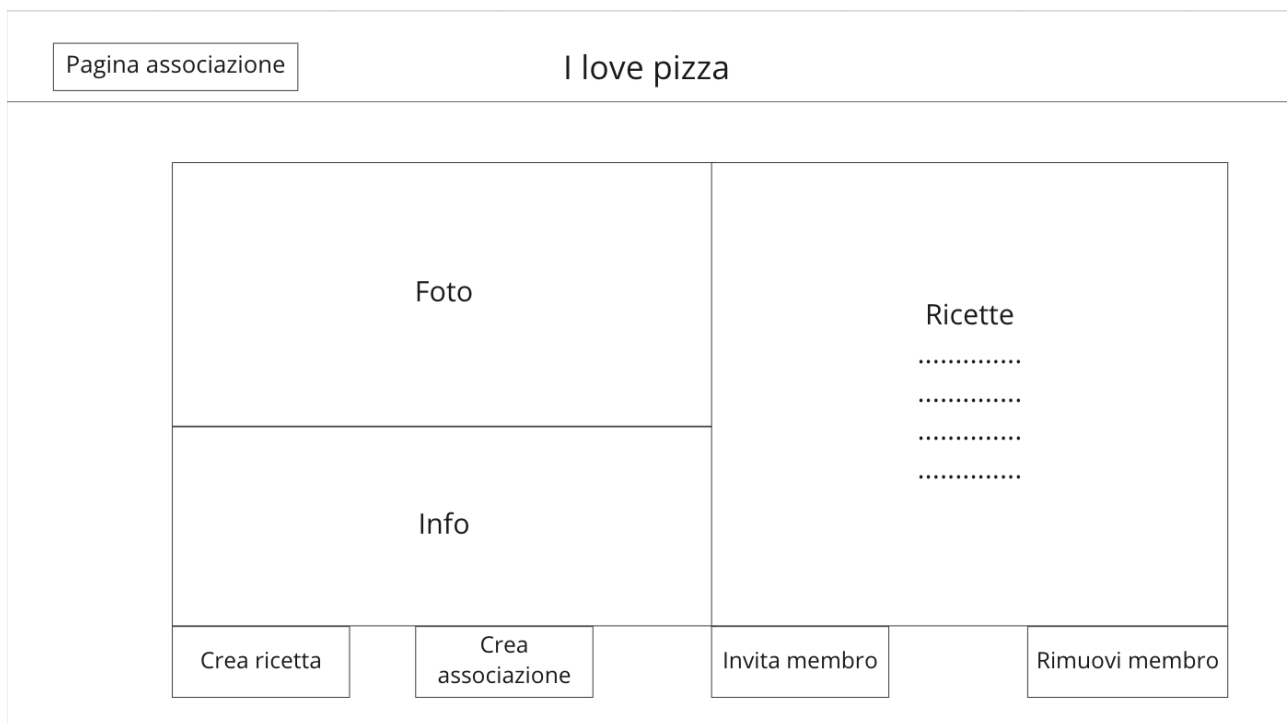 Pagina associazione
I love pizza
Foto
Info
Ricette
..............
..............
..............
..............
Crea ricetta
Crea
associazione
Invita membro
Rimuovi membro